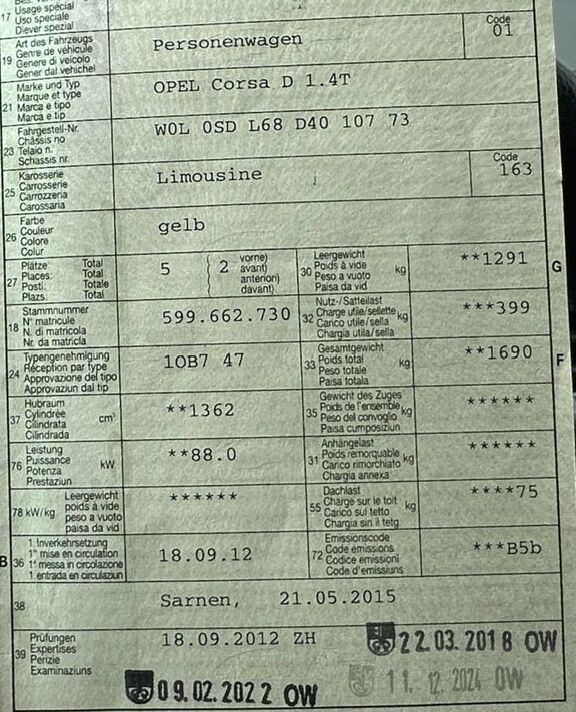 17 Usage spécial
Uso speciale
Diever spezial
19 Art des Fahrzeugs
Genre de véhicule
Genere di veicolo
Gener dal vichel
Personenwagen
Code
01
21 Marke und Typ
Marque et type
Marca e tipo
Marca e tip
OPEL Corsa D 1.4T
23 Fahrgestell-Nr.
Châssis no
Telaio n.
Schassis nr.
W0L 0SD L68 D40 107 73
25 Karosserie
Carrosserie
Carrozzeria
Carossaria
Limousine
Code
163
26 Farbe
Couleur
Colore
Colur
gelb
27 Plätze: Total
Places: Total
Posti: Totale
Plazs: Total
5
2
vorne)
avant)
anteriori)
davant)
30 Leergewicht
Poids à vide
Peso a vuoto
Paisa da vid
kg
**1291
G
18 Stammnummer
N° matricule
N. di matricola
Nr. da matricla
599.662.730
32 Nutz-/Sattellast
Charge utile/sellette
Carico utile/sella
Chargia utila/sella
kg
***399
24 Typengenehmigung
Réception par type
Approvazione del tipo
Approvaziun dal tip
1OB7 47
33 Gesamtgewicht
Poids total
Peso totale
Paisa totala
kg
**1690
F
37 Hubraum
Cylindrée
Cilindrata
Cilindrada
cm³
**1362
35 Gewicht des Zuges
Poids de l'ensemble
Peso del convoglio
Paisa cumposiziun
kg
******
76 Leistung
Puissance
Potenza
Prestaziun
kW
**88.0
31 Anhängelast
Poids remorquable
Carico rimorchiato
Chargia annexa
kg
******
78 kW/kg
Leergewicht
poids à vide
peso a vuoto
paisa da vid
******
55 Dachlast
Charge sur le toit
Carico sul tetto
Chargia sin il tetg
kg
****75
B
36 1. Inverkehrsetzung
1re mise en circulation
1a messa in circolazione
1. entrada en circulaziun
18.09.12
72 Emissionscode
Code émissions
Codice emissioni
Code d'emissiuns
***B5b
38
Sarnen, 21.05.2015
39 Prüfungen
Expertises
Perizie
Examinaziuns
18.09.2012 ZH
22.03.2018 OW
09.02.2022 OW
11. 12. 2024 OW